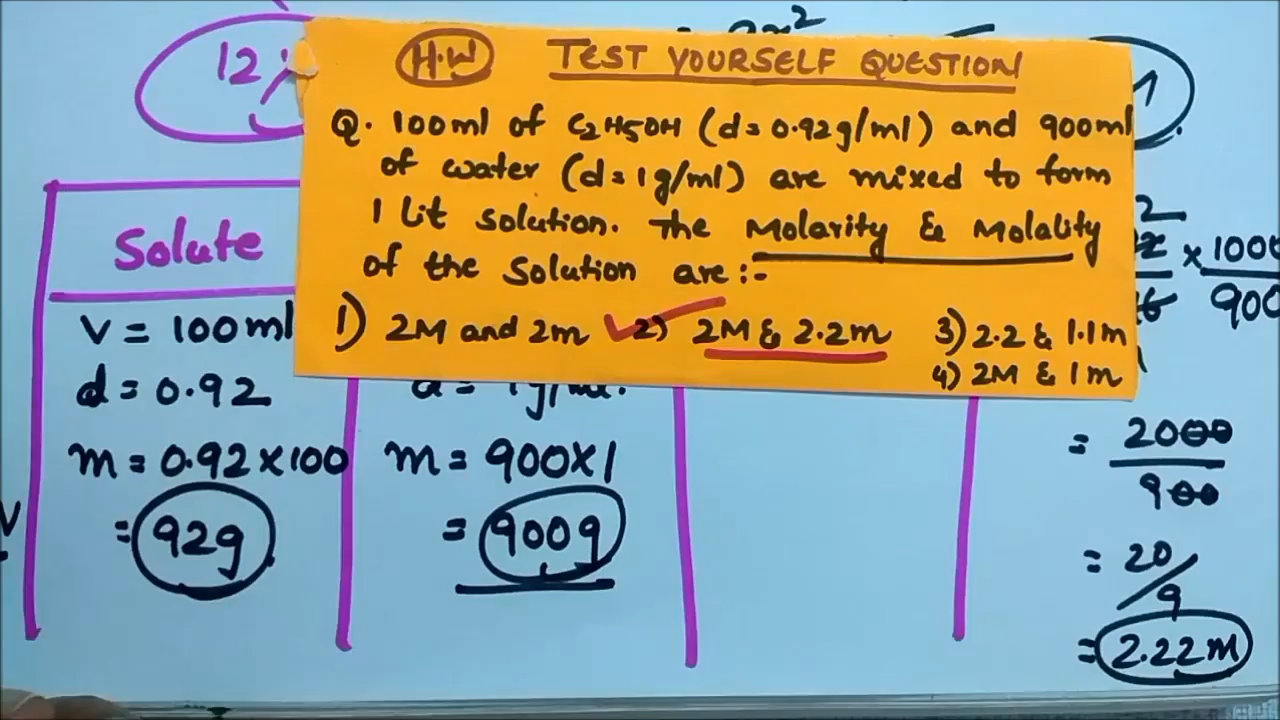 12
H.W TEST YOURSELF QUESTION
Q. 100ml of C2H5OH (d=0.92g/ml) and 900ml
of water (d=1g/ml) are mixed to form
1 Lit solution. The Molarity & Molality
of the Solution are:-
1) 2M and 2m 2) 2M & 2.2m 3) 2.2 & 1.1m
4) 2M & 1m
Solute
V = 100ml
d = 0.92
m = 0.92×100
= 92g
m = 900×1
= 900g
= 2000
900
= 20/9
= 2.22m